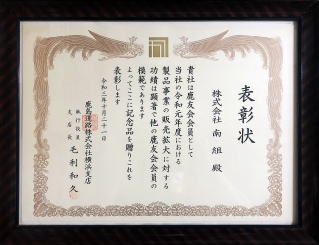 表彰状
株式会社 南組 殿
貴社は鹿友会会員として
当社の令和元年度における
製品事業の販売拡大に対する
功績は顕著で他の鹿友会会員の
模範であります
よってここに記念品を贈りこれを
表彰します
令和三年十月二十一日
鹿島道路株式会社横浜支店
執行役員
支店長 毛利和久